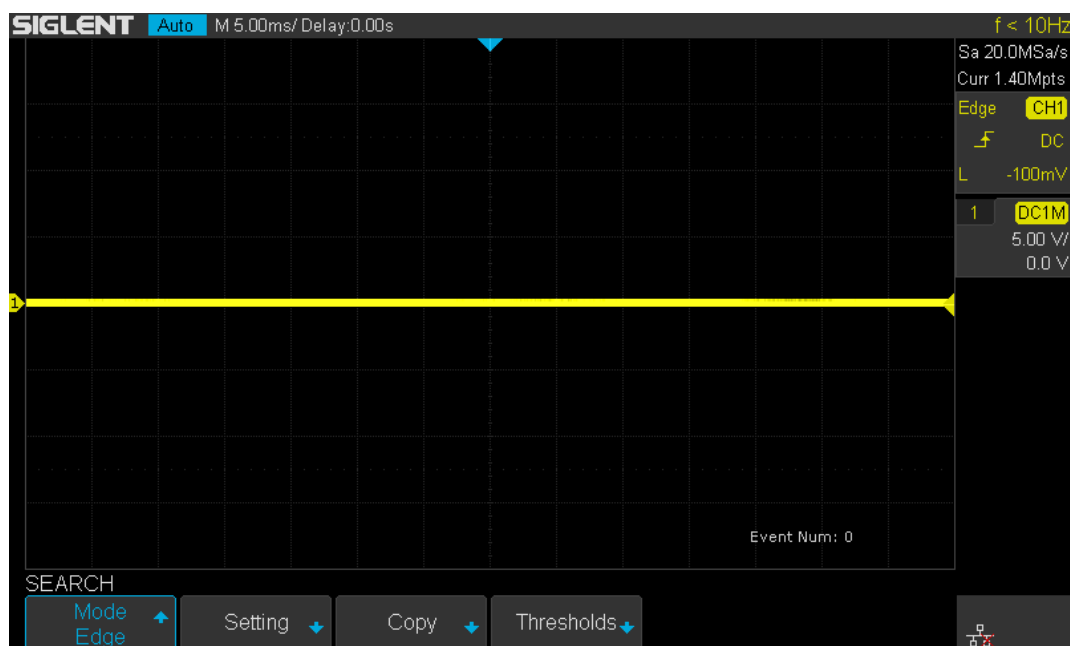 SIGLENT Auto M 5.00ms/ Delay:0.00s f < 10Hz
Sa 20.0MSa/s
Curr 1.40Mpts
Edge CH1
DC
L -100mV
1 DC1M
5.00 V/
0.0 V
1
Event Num: 0
SEARCH
Mode
Edge
Setting
Copy
Thresholds